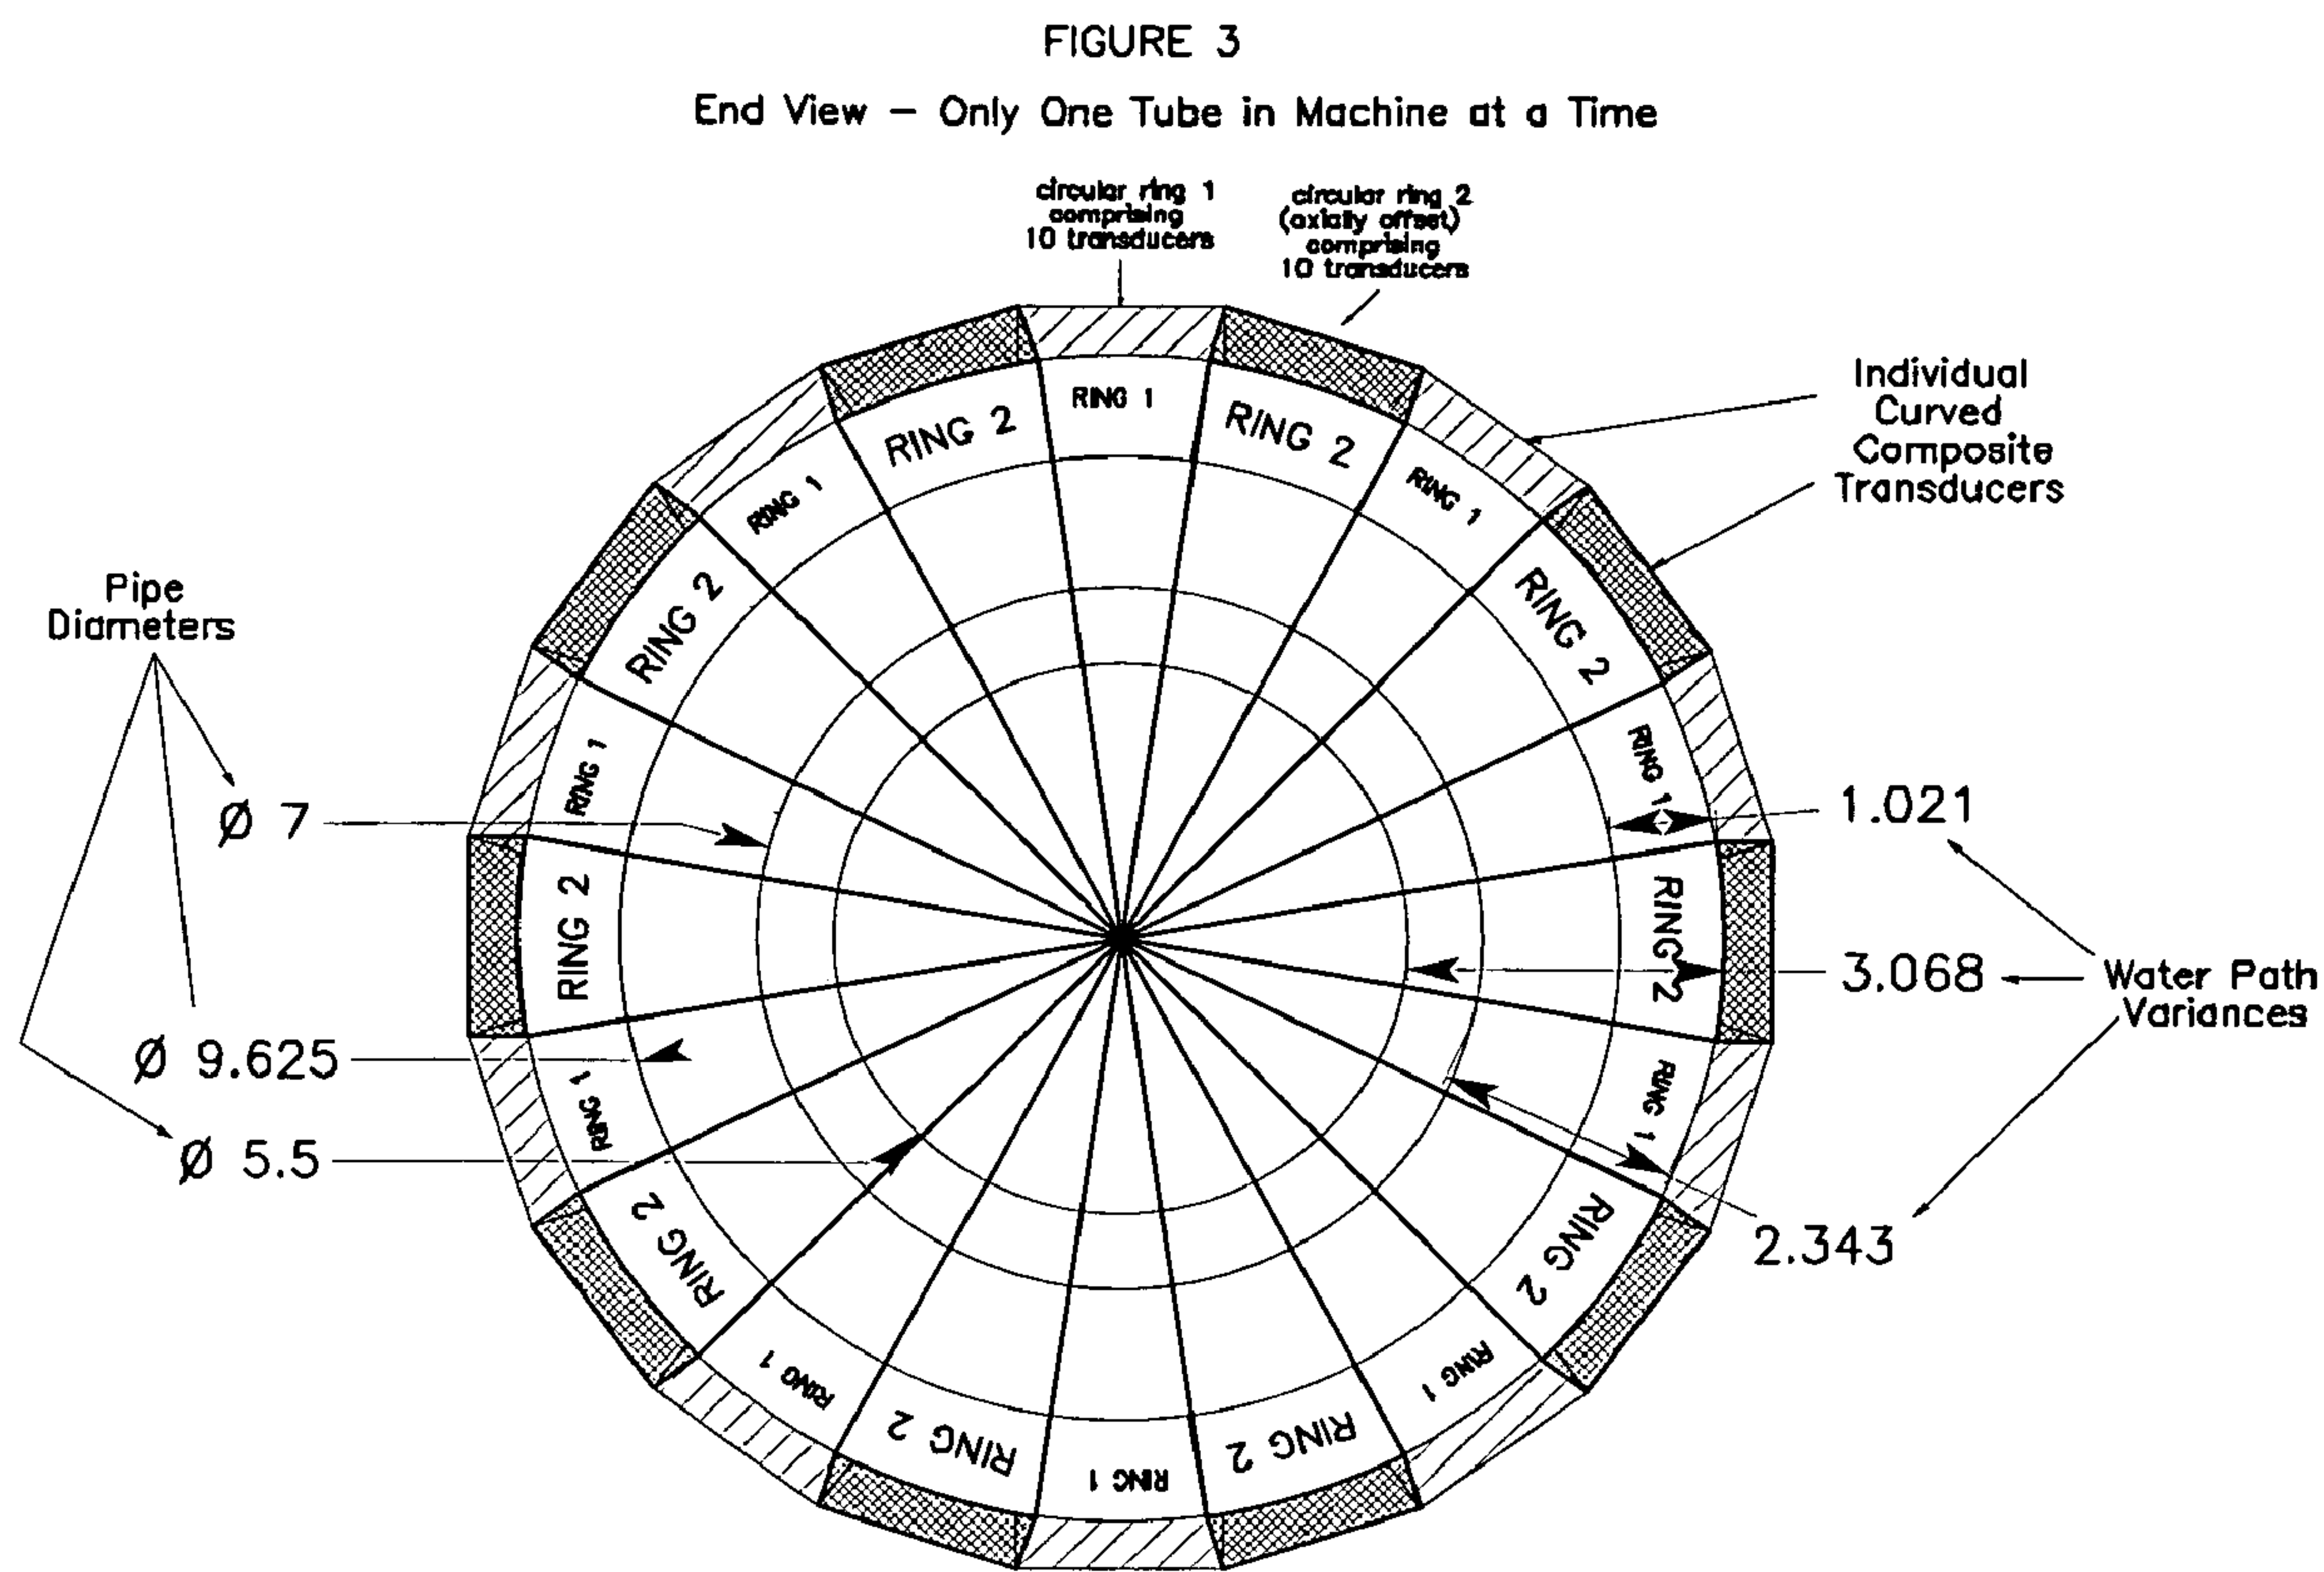 FIGURE 3
End View – Only One Tube in Machine at a Time
circular ring 1
comprising
10 transducers
circular ring 2
(axially offset)
comprising
10 transducers
Individual
Curved
Composite
Transducers
Pipe
Diameters
Ø 7
Ø 9.625
Ø 5.5
1.021
3.068
2.343
Water Path
Variances
RING 1
RING 2
RING 1
RING 2
RING 1
RING 2
RING 1
RING 2
RING 1
RING 2
RING 1
RING 2
RING 1
RING 2
RING 1
RING 2
RING 1
RING 2
RING 1
RING 2